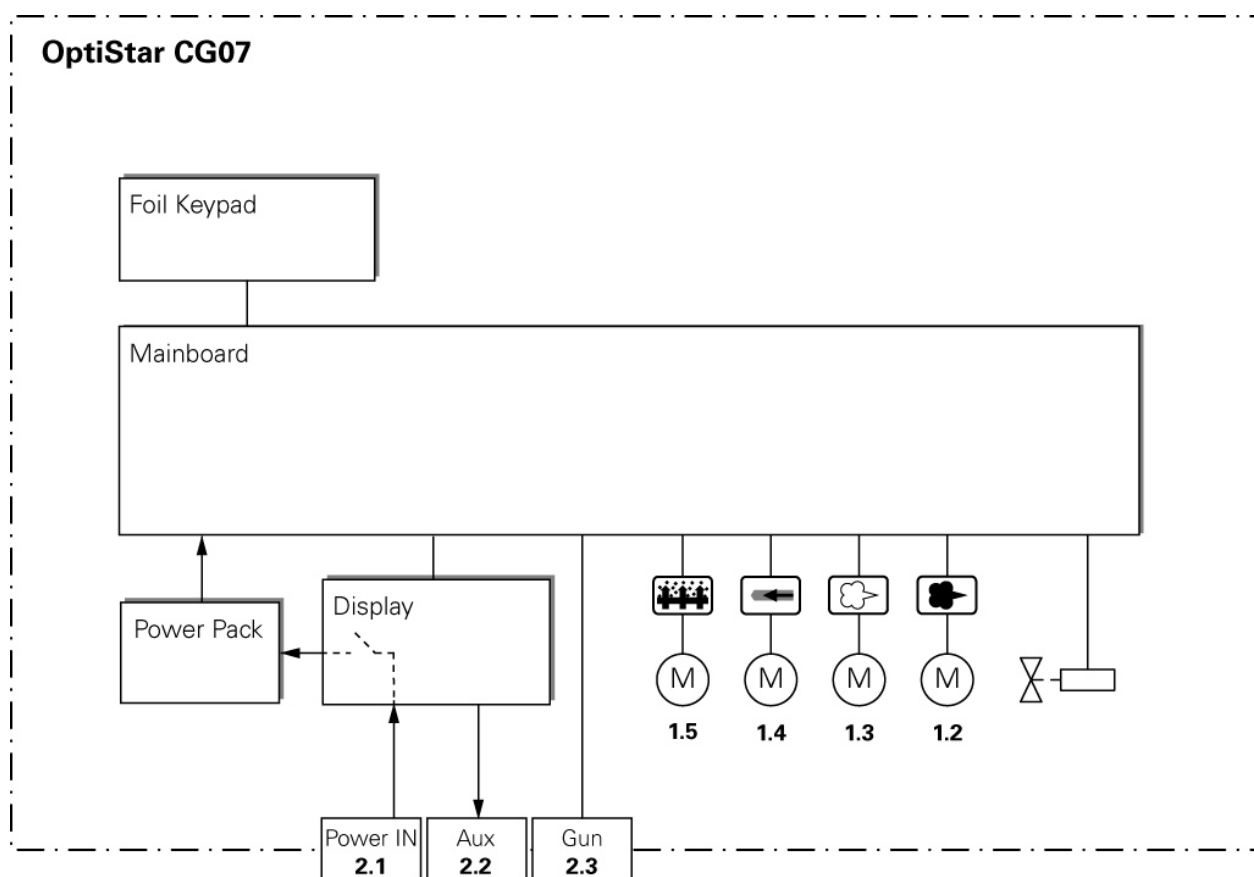 OptiStar CG07
Foil Keypad
Mainboard
Power Pack
Display
M
M
M
M
1.5
1.4
1.3
1.2
Power IN
2.1
Aux
2.2
Gun
2.3